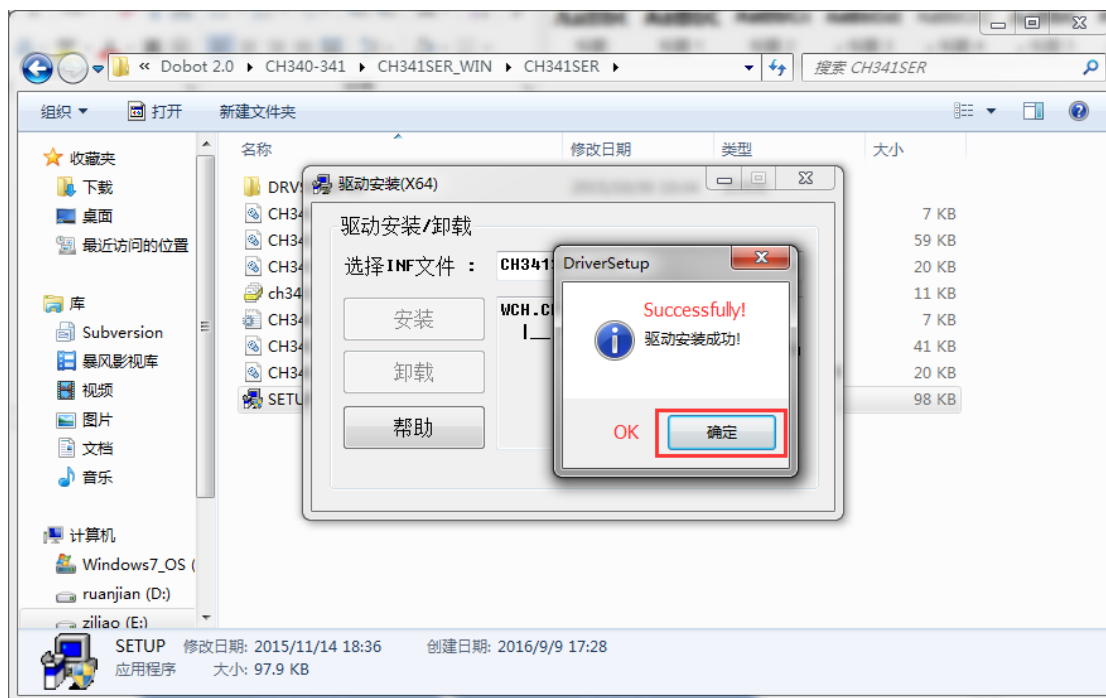 « Dobot 2.0 ▸ CH340-341 ▸ CH341SER_WIN ▸ CH341SER ▸
搜索 CH341SER
组织 打开 新建文件夹
名称 修改日期 类型 大小
收藏夹
下载
桌面
最近访问的位置
库
Subversion
暴风影视库
视频
图片
文档
音乐
计算机
Windows7_OS (
ruanjian (D:)
ziliao (E:)
DRV
CH34
CH34
CH34
ch34
CH34
CH34
CH34
SETU
7 KB
59 KB
20 KB
11 KB
7 KB
41 KB
20 KB
98 KB
驱动安装(X64)
驱动安装/卸载
选择INF文件 : CH341S
安装
卸载
帮助
WCH.C
|__
DriverSetup
Successfully!
驱动安装成功!
OK 确定
SETUP 修改日期: 2015/11/14 18:36 创建日期: 2016/9/9 17:28
应用程序 大小: 97.9 KB